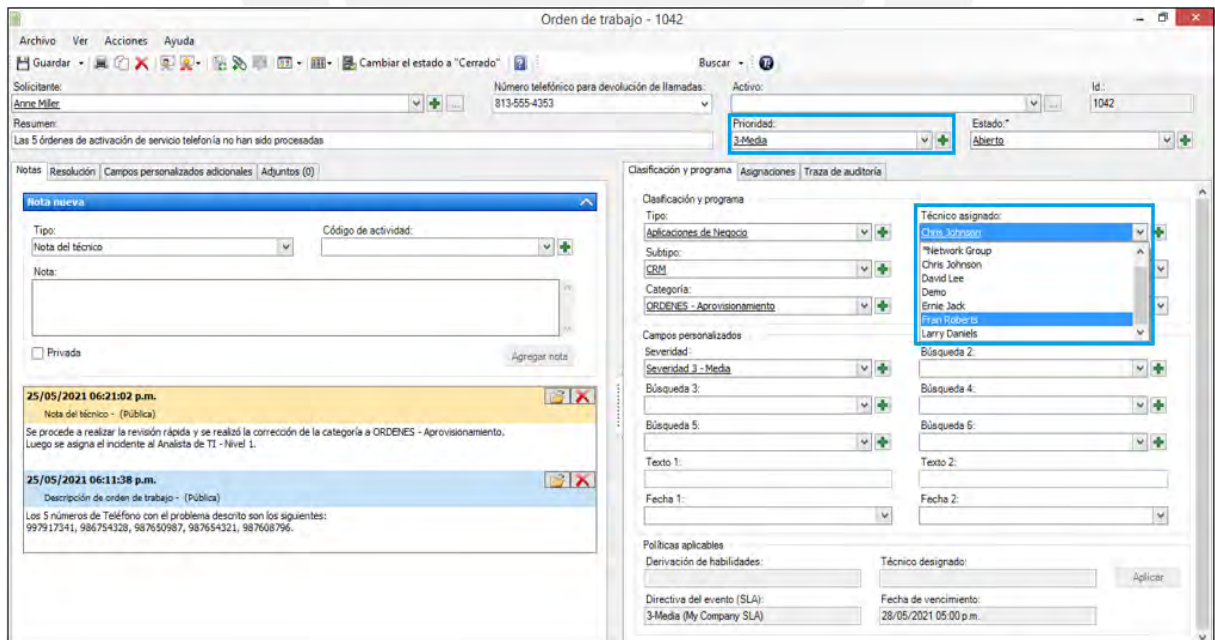 Orden de trabajo - 1042
Archivo Ver Acciones Ayuda
Guardar Cambiar el estado a "Cerrado" Buscar
Solicitante: Número telefónico para devolución de llamadas: Activo: Id.:
Anne Miller 813-555-4353 1042
Resumen: Prioridad: Estado:*
Las 5 órdenes de activación de servicio telefonía no han sido procesadas 3-Media Abierto
Notas Resolución Campos personalizados adicionales Adjuntos (0)
Nota nueva
Tipo: Código de actividad:
Nota del técnico
Nota:
Privada Agregar nota
25/05/2021 06:21:02 p.m.
Nota del técnico - (Pública)
Se procede a realizar la revisión rápida y se realizó la corrección de la categoría a ORDENES - Aprovisionamiento.
Luego se asigna el incidente al Analista de TI - Nivel 1.
25/05/2021 06:11:38 p.m.
Descripción de orden de trabajo - (Pública)
Los 5 números de Teléfono con el problema descrito son los siguientes:
997917341, 986754328, 987650987, 987654321, 987608796.
Clasificación y programa Asignaciones Traza de auditoría
Clasificación y programa
Tipo: Técnico asignado:
Aplicaciones de Negocio Chris Johnson
Subtipo: *Network Group
CRM Chris Johnson
David Lee
Categoría: Demo
ORDENES - Aprovisionamiento Ernie Jack
Fran Roberts
Larry Daniels
Campos personalizados
Severidad Búsqueda 2:
Severidad 3 - Media
Búsqueda 3: Búsqueda 4:
Búsqueda 5: Búsqueda 6:
Texto 1: Texto 2:
Fecha 1: Fecha 2:
Políticas aplicables
Derivación de habilidades: Técnico designado:
Aplicar
Directiva del evento (SLA): Fecha de vencimiento:
3-Media (My Company SLA) 28/05/2021 05:00 p.m.